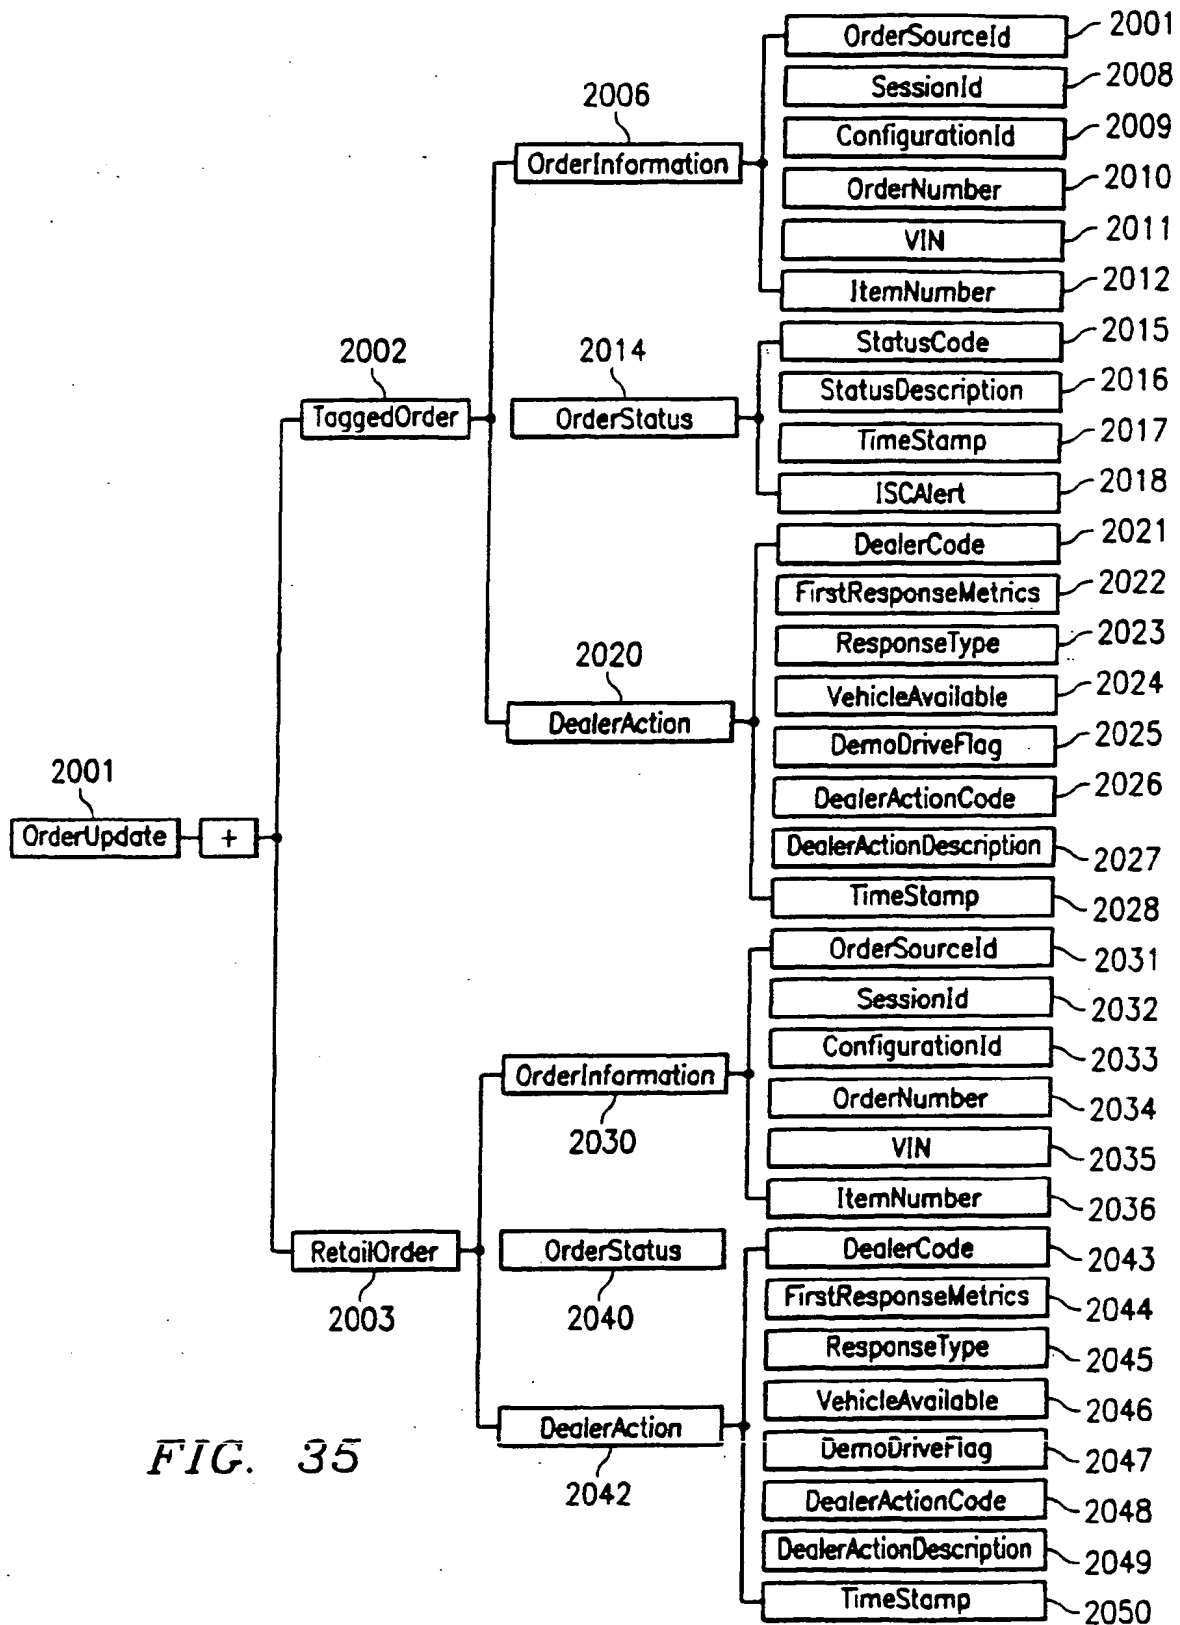 OrderSourceId 2001
SessionId 2008
2006
ConfigurationId 2009
OrderInformation
OrderNumber 2010
VIN 2011
ItemNumber 2012
StatusCode 2015
2002
2014
StatusDescription 2016
TaggedOrder
OrderStatus
TimeStamp 2017
ISCAlert 2018
DealerCode 2021
FirstResponseMetrics 2022
ResponseType 2023
2020
VehicleAvailable 2024
DealerAction
DemoDriveFlag 2025
2001
DealerActionCode 2026
OrderUpdate + 
DealerActionDescription 2027
TimeStamp 2028
OrderSourceId 2031
SessionId 2032
ConfigurationId 2033
OrderInformation
OrderNumber 2034
2030
VIN 2035
ItemNumber 2036
RetailOrder
OrderStatus
DealerCode 2043
2003
2040
FirstResponseMetrics 2044
ResponseType 2045
VehicleAvailable 2046
DealerAction
DemoDriveFlag 2047
FIG. 35
2042
DealerActionCode 2048
DealerActionDescription 2049
TimeStamp 2050